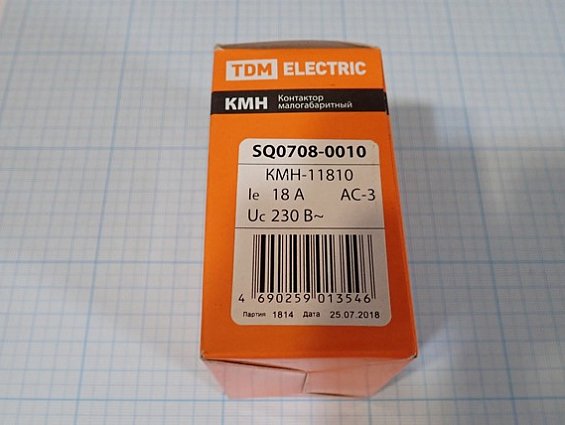 TDM ELECTRIC
КМН Контактор
малогабаритный
SQ0708-0010
КМН-11810
Ie 18 А AC-3
Uc 230 В~
4 690259 013546
Партия 1814 Дата 25.07.2018